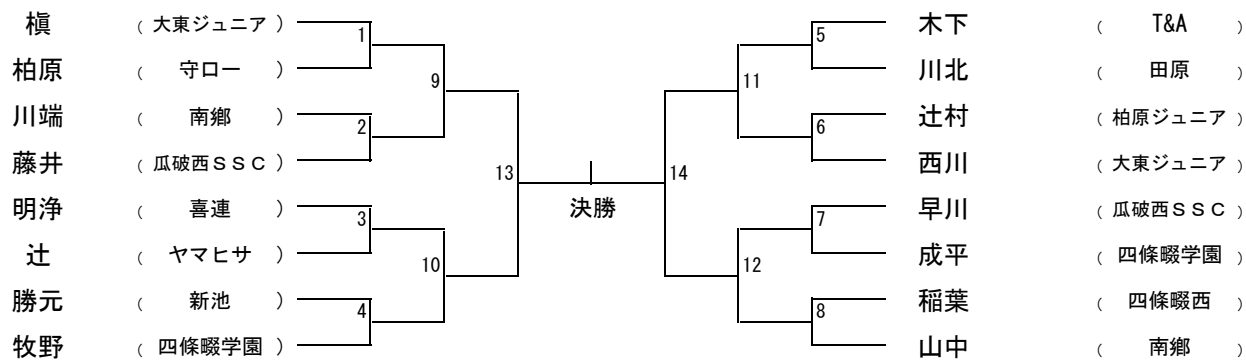 槇 （ 大東ジュニア ） 1
柏原 （ 守口一 ）
川端 （ 南郷 ） 2
藤井 （ 瓜破西ＳＳＣ ）
明浄 （ 喜連 ） 3
辻 （ ヤマヒサ ）
勝元 （ 新池 ） 4
牧野 （ 四條畷学園 ）
9
10
13
決勝
14
11
12
5 木下 （ T&A ）
川北 （ 田原 ）
6 辻村 （ 柏原ジュニア ）
西川 （ 大東ジュニア ）
7 早川 （ 瓜破西ＳＳＣ ）
成平 （ 四條畷学園 ）
8 稲葉 （ 四條畷西 ）
山中 （ 南郷 ）